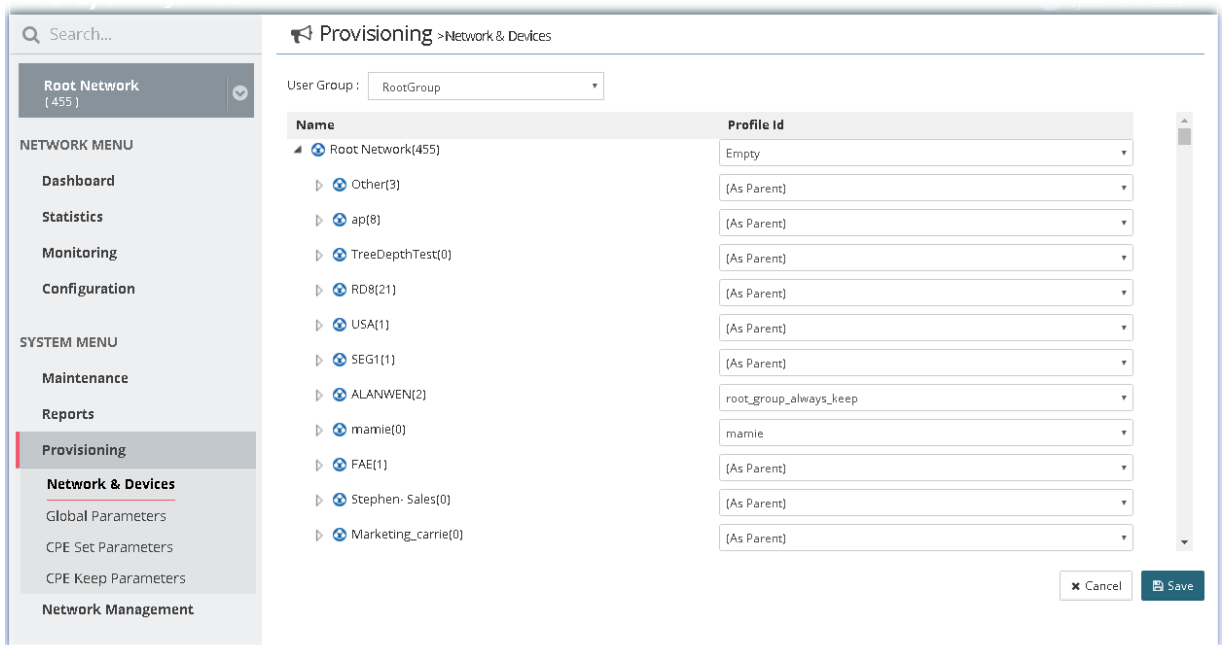 Search...
Provisioning >Network & Devices
Root Network
(455)
User Group :
RootGroup
NETWORK MENU
Dashboard
Statistics
Monitoring
Configuration
SYSTEM MENU
Maintenance
Reports
Provisioning
Network & Devices
Global Parameters
CPE Set Parameters
CPE Keep Parameters
Network Management
Name Profile Id
Root Network(455) Empty
Other(3) (As Parent)
ap(8) (As Parent)
TreeDepthTest(0) (As Parent)
RD8(21) (As Parent)
USA(1) (As Parent)
SEG1(1) (As Parent)
ALANWEN(2) root_group_always_keep
mamie(0) mamie
FAE(1) (As Parent)
Stephen- Sales(0) (As Parent)
Marketing_carrie(0) (As Parent)
Cancel
Save